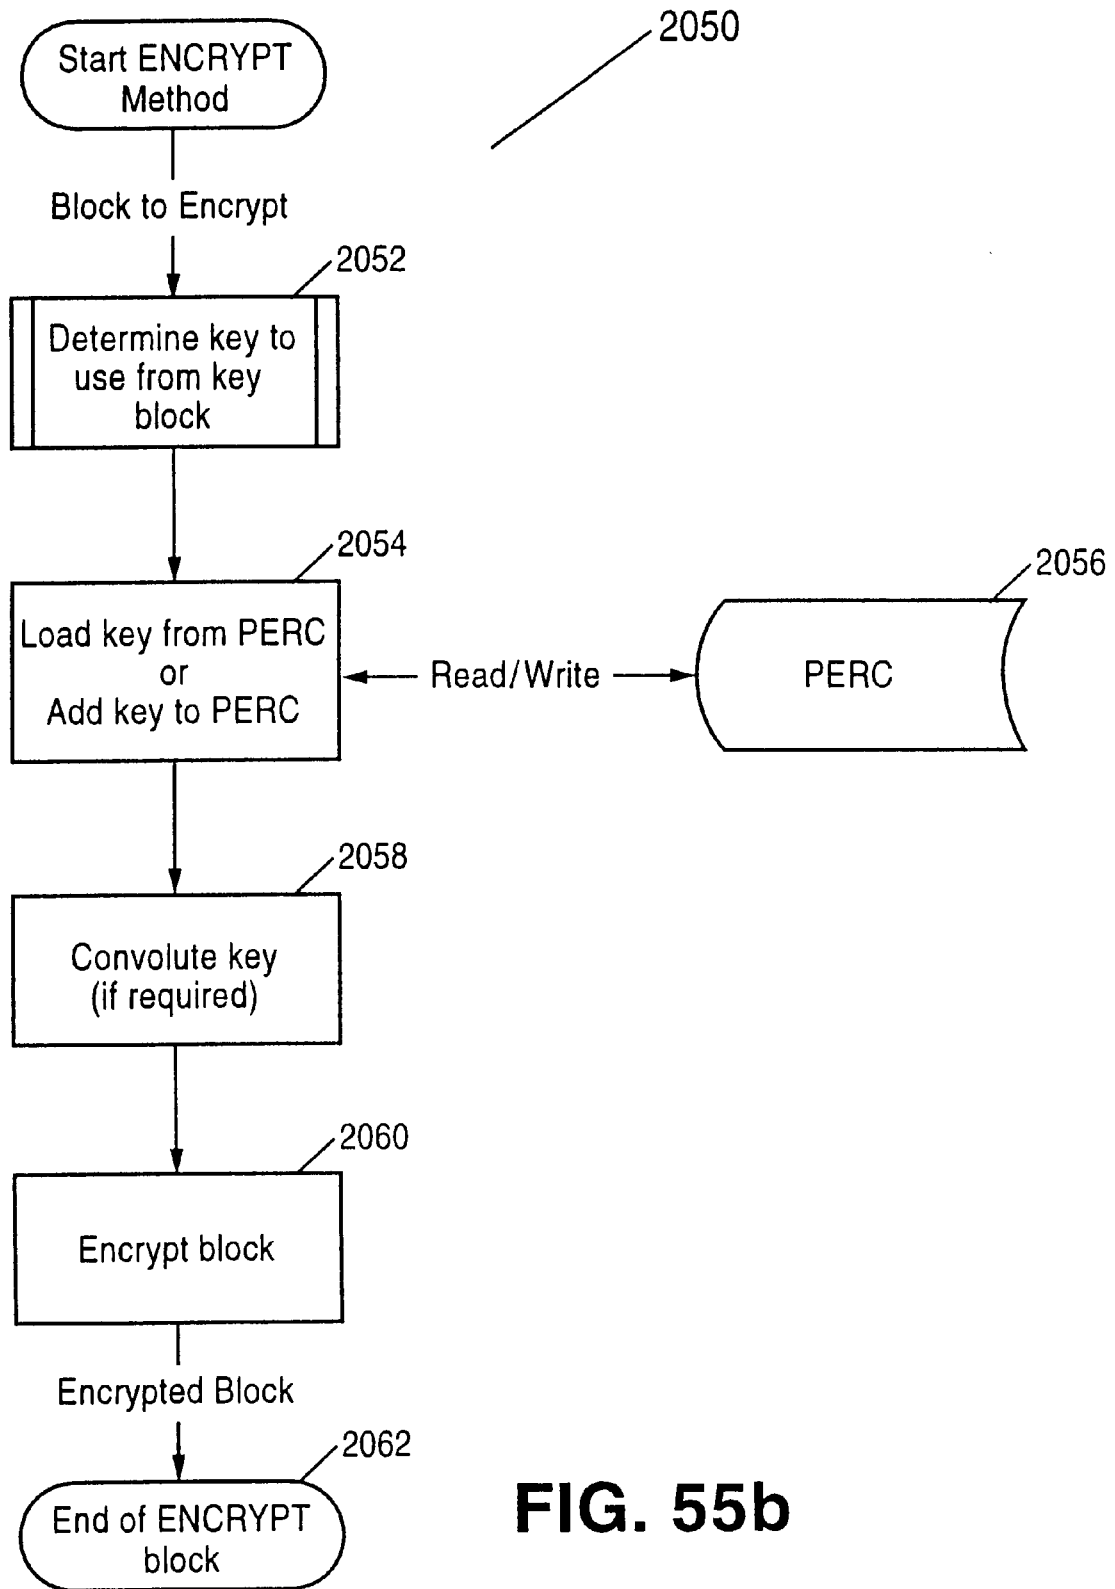 2050
Start ENCRYPT
Method
Block to Encrypt
2052
Determine key to
use from key
block
2054
Load key from PERC
or
Add key to PERC
Read/Write
2056
PERC
2058
Convolute key
(if required)
2060
Encrypt block
Encrypted Block
2062
End of ENCRYPT
block
FIG. 55b